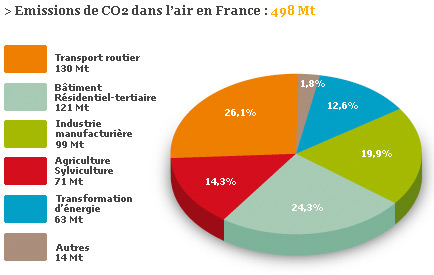 > Emissions de CO2 dans l'air en France : 498 Mt
Transport routier
130 Mt
Bâtiment
Résidentiel-tertiaire
121 Mt
Industrie
manufacturière
99 Mt
Agriculture
Sylviculture
71 Mt
Transformation
d'énergie
63 Mt
Autres
14 Mt
1,8%
12,6%
26,1%
19,9%
14,3%
24,3%